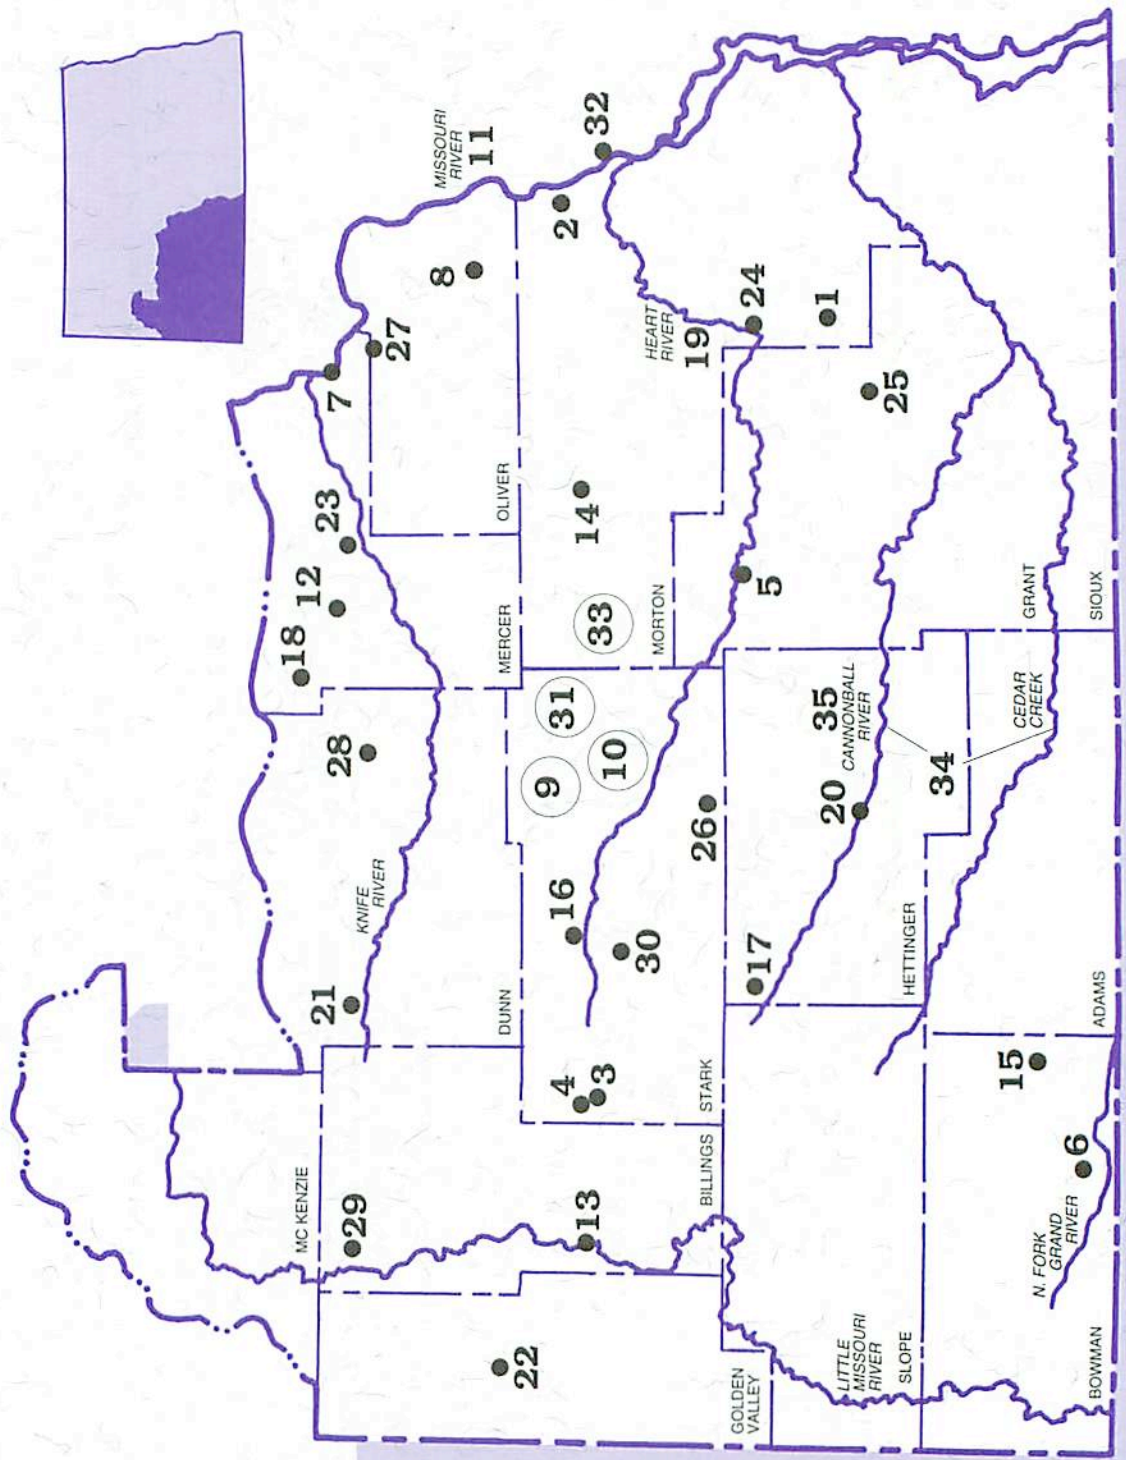 MC KENZIE
18
21
12
23
7
29
28
KNIFE
RIVER
27
8
MISSOURI
RIVER
11
DUNN
MERCER
OLIVER
22
9
16
4
31
14
2
13
3
33
10
32
30
MORTON
HEART
RIVER
19
BILLINGS
STARK
26
GOLDEN
VALLEY
17
5
24
1
35
CANNONBALL
RIVER
20
LITTLE
MISSOURI
RIVER
25
SLOPE
HETTINGER
34
CEDAR
CREEK
GRANT
15
N. FORK
GRAND
RIVER
6
BOWMAN
ADAMS
SIOUX